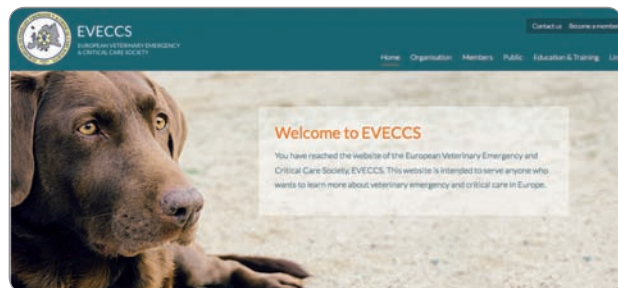 EVECCS
EUROPEAN VETERINARY EMERGENCY
& CRITICAL CARE SOCIETY
Contact us Become a member
Home Organisation Members Public Education & Training
Welcome to EVECCS
You have reached the website of the European Veterinary Emergency and
Critical Care Society, EVECCS. This website is intended to serve anyone who
wants to learn more about veterinary emergency and critical care in Europe.